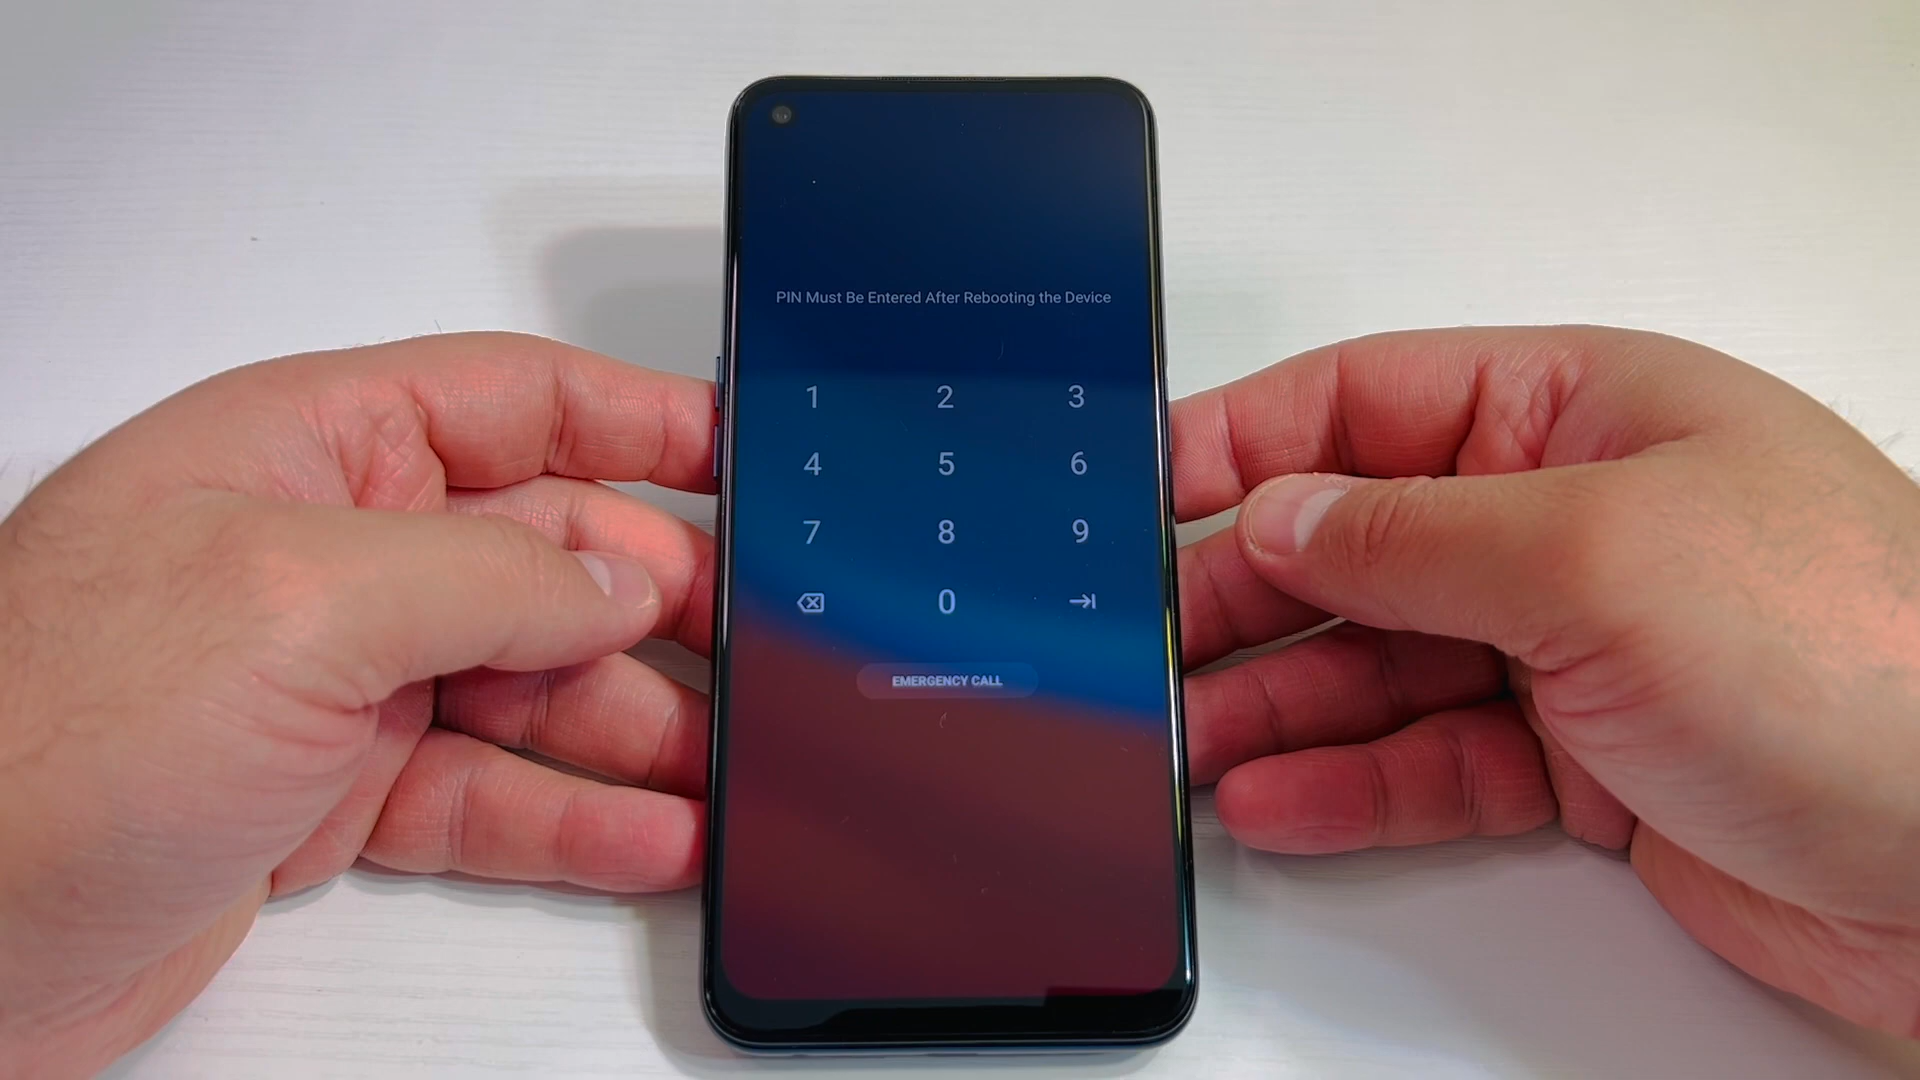 PIN Must Be Entered After Rebooting the Device
1 2 3
4 5 6
7 8 9
0
EMERGENCY CALL